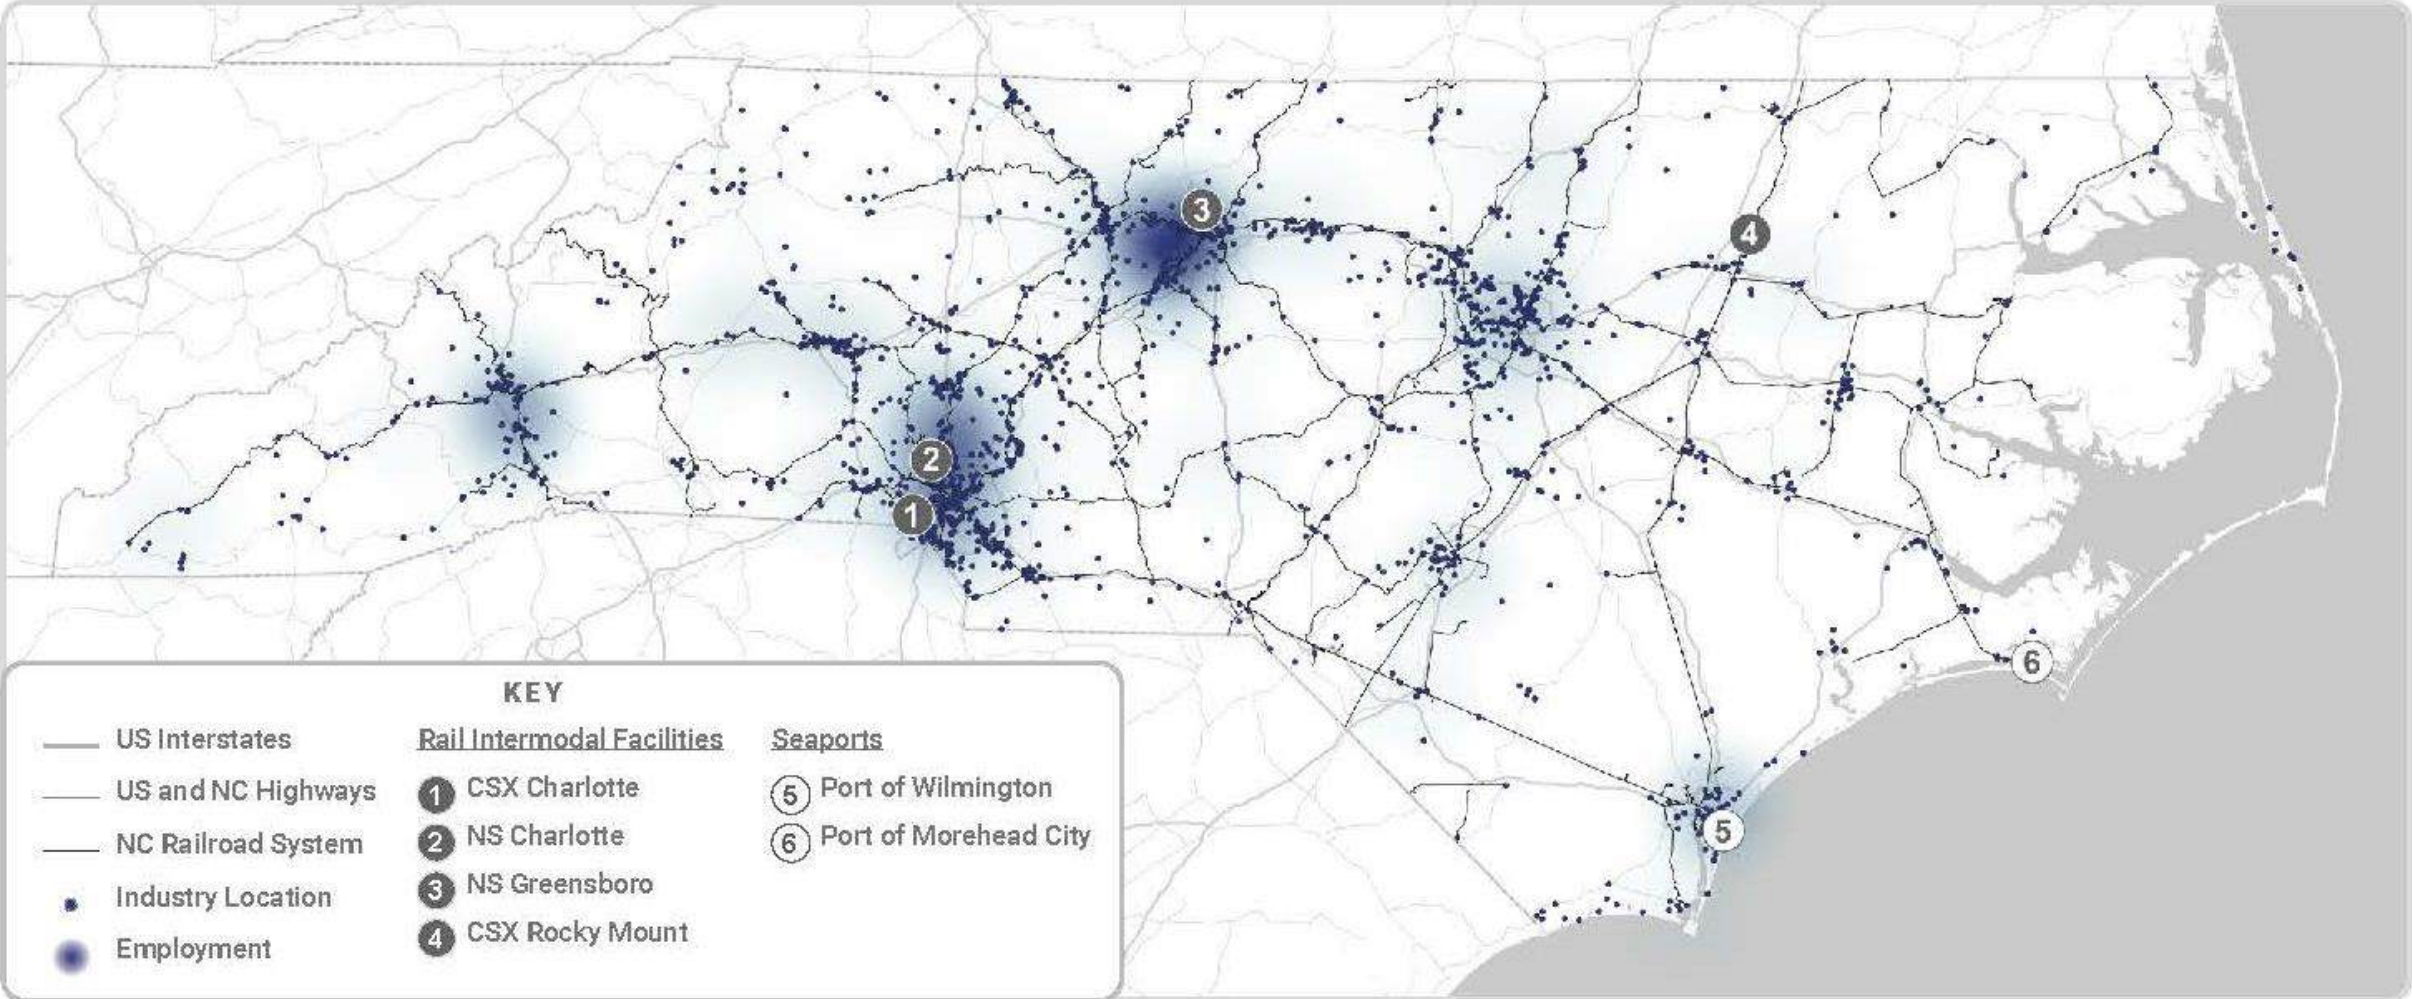 3
4
2
1
6
5
KEY
US Interstates
US and NC Highways
NC Railroad System
Industry Location
Employment
Rail Intermodal Facilities
1 CSX Charlotte
2 NS Charlotte
3 NS Greensboro
4 CSX Rocky Mount
Seaports
5 Port of Wilmington
6 Port of Morehead City